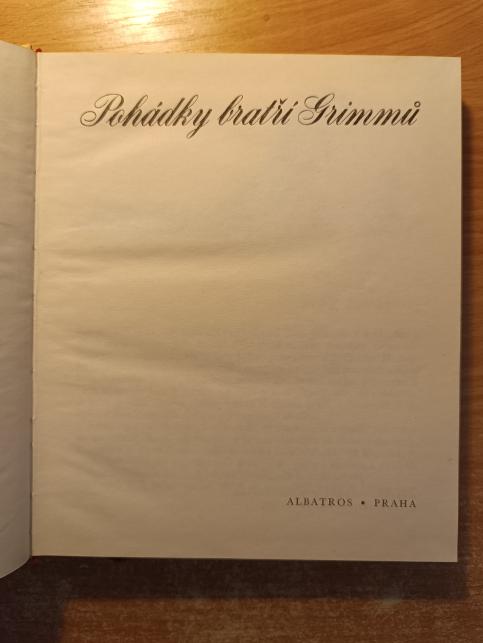 Pohádky bratří Grimmů
ALBATROS • PRAHA